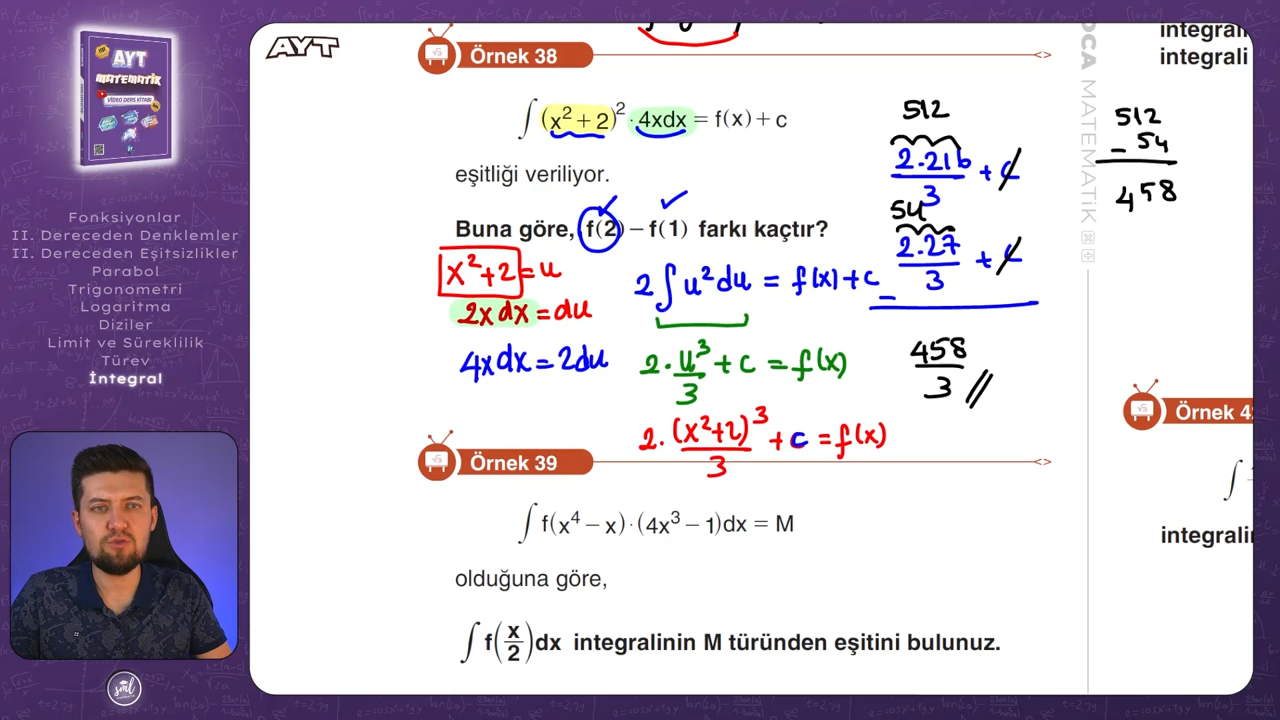 AYT
MATEMATİK
VİDEO DERS KİTABI
Fonksiyonlar
II. Dereceden Denklemler
II. Dereceden Eşitsizlikler
Parabol
Trigonometri
Logaritma
Diziler
Limit ve Süreklilik
Türev
İntegral
sml
AYT
Örnek 38
∫ (x² + 2)² · 4xdx = f(x) + c
eşitliği veriliyor.
Buna göre, f(2) – f(1) farkı kaçtır?
x²+2 = u
2x dx = du
4x dx = 2du
2 ∫ u² du = f(x) + c
2 · u³/3 + c = f(x)
2 · (x²+2)³/3 + c = f(x)
512
2.216/3 + c
54
2.27/3 + c
–
458/3 //
Örnek 39
∫ f(x⁴ – x) · (4x³ – 1)dx = M
olduğuna göre,
∫ f(x/2)dx integralinin M türünden eşitini bulunuz.
OCA MATEMATİK
integrali
512
– 54
458
Örnek 4
∫